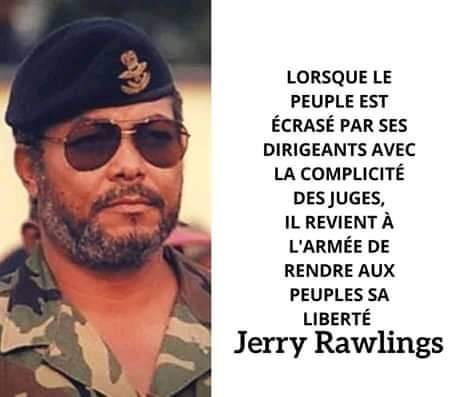 LORSQUE LE
PEUPLE EST
ÉCRASÉ PAR SES
DIRIGEANTS AVEC
LA COMPLICITÉ
DES JUGES,
IL REVIENT À
L'ARMÉE DE
RENDRE AUX
PEUPLES SA
LIBERTÉ
Jerry Rawlings